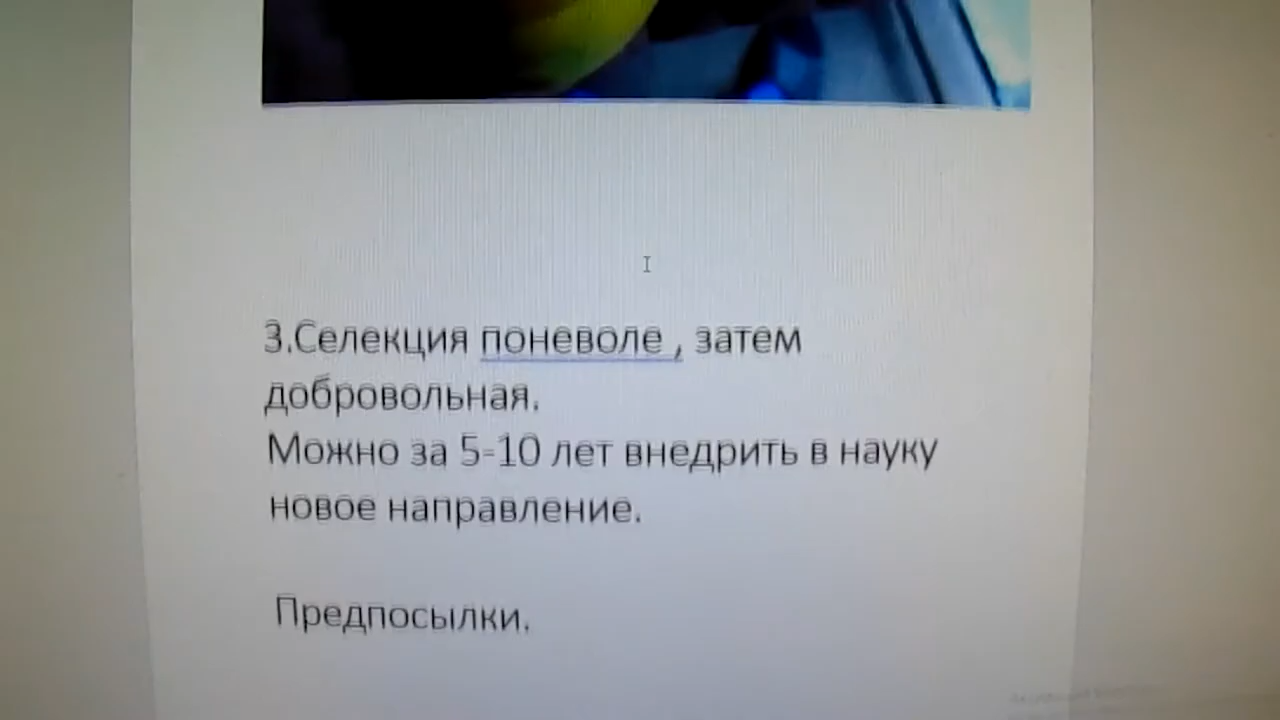 3.Селекция поневоле , затем
добровольная.
Можно за 5-10 лет внедрить в науку
новое направление.
Предпосылки.